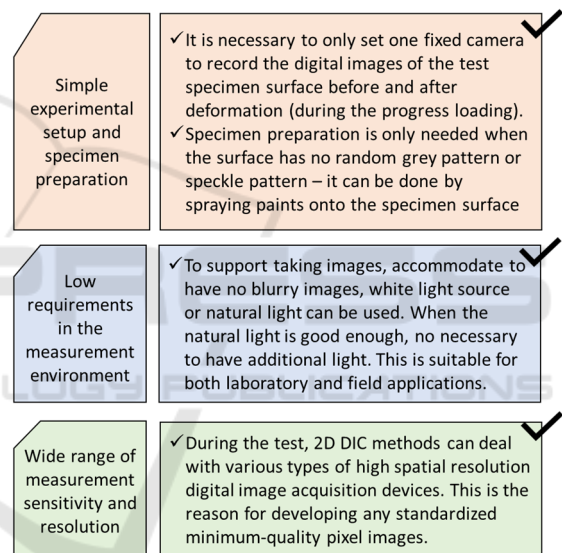 Simple
experimental
setup and
specimen
preparation
✓It is necessary to only set one fixed camera
to record the digital images of the test
specimen surface before and after
deformation (during the progress loading).
✓Specimen preparation is only needed when
the surface has no random grey pattern or
speckle pattern – it can be done by
spraying paints onto the specimen surface
Low
requirements
in the
measurement
environment
✓To support taking images, accommodate to
have no blurry images, white light source
or natural light can be used. When the
natural light is good enough, no necessary
to have additional light. This is suitable for
both laboratory and field applications.
Wide range of
measurement
sensitivity and
resolution
✓During the test, 2D DIC methods can deal
with various types of high spatial resolution
digital image acquisition devices. This is the
reason for developing any standardized
minimum-quality pixel images.